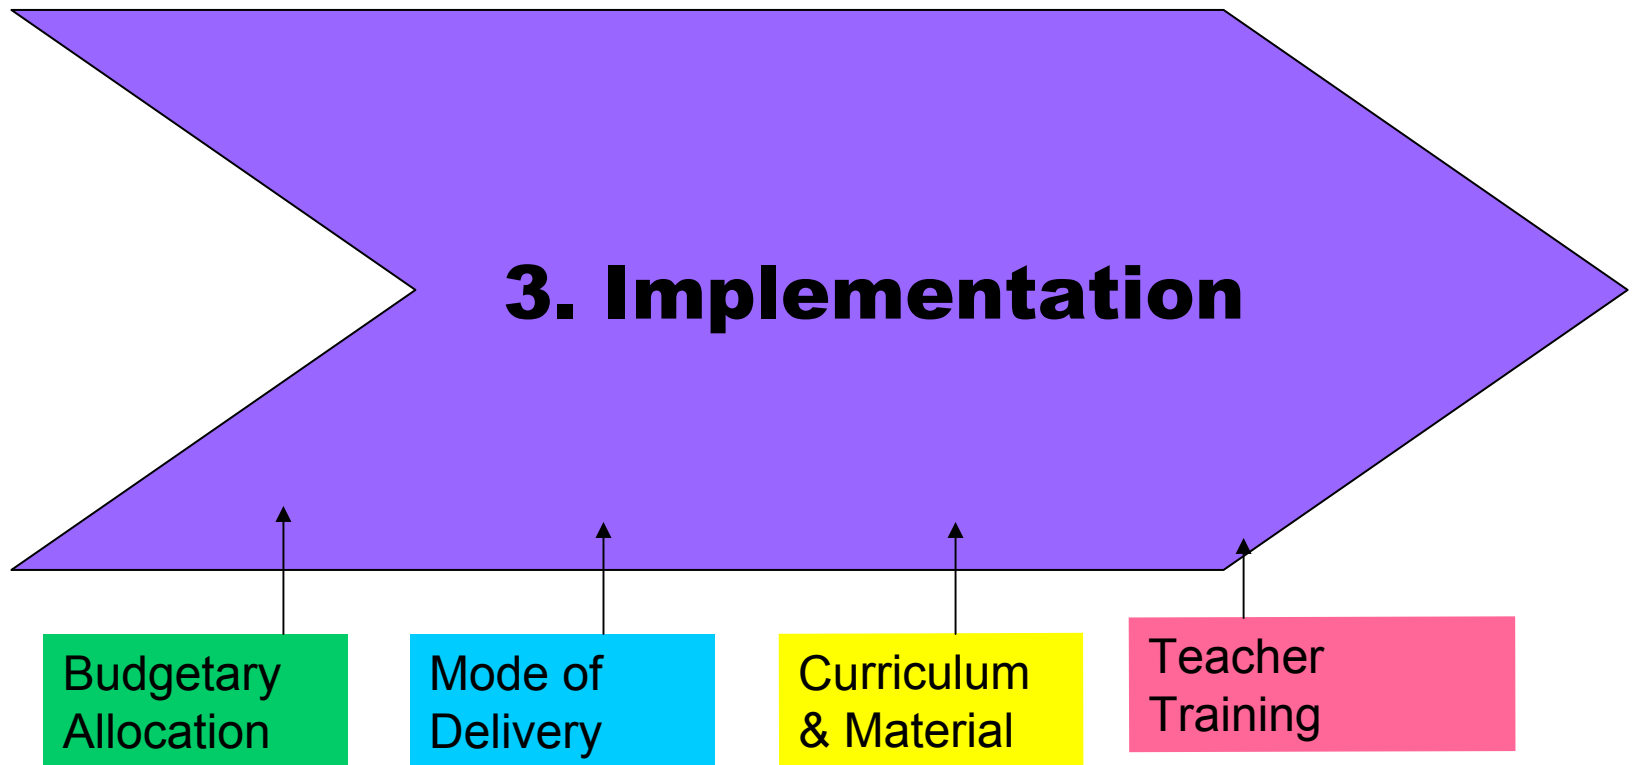 3. Implementation
Budgetary
Allocation
Mode of
Delivery
Curriculum
& Material
Teacher
Training